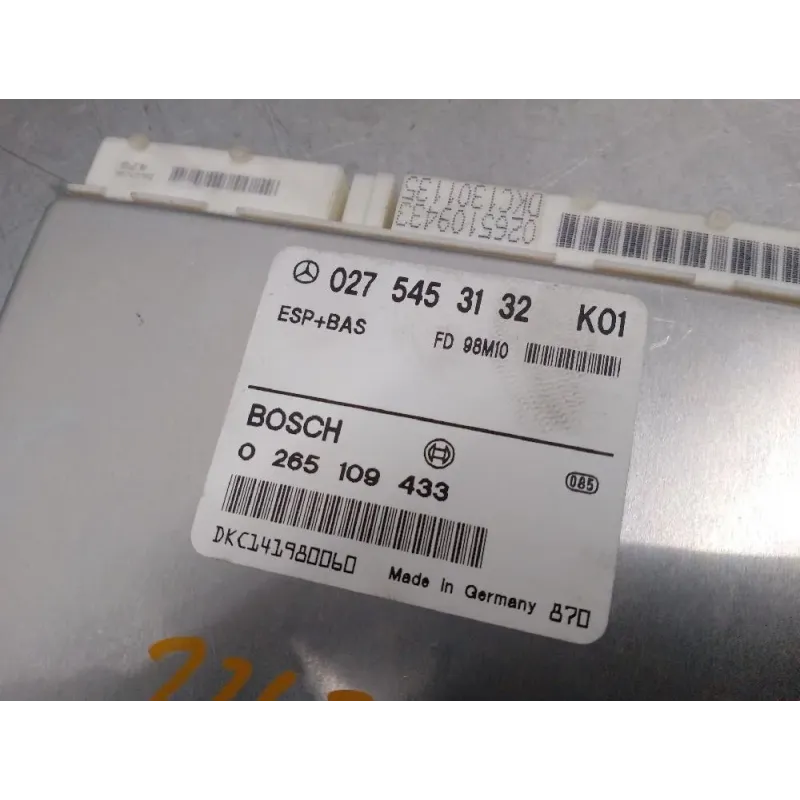 0265109433
DKC1301135
027 545 31 32 K01
ESP+BAS FD 98M10
BOSCH
0 265 109 433 085
DKC141980060 Made in Germany 870